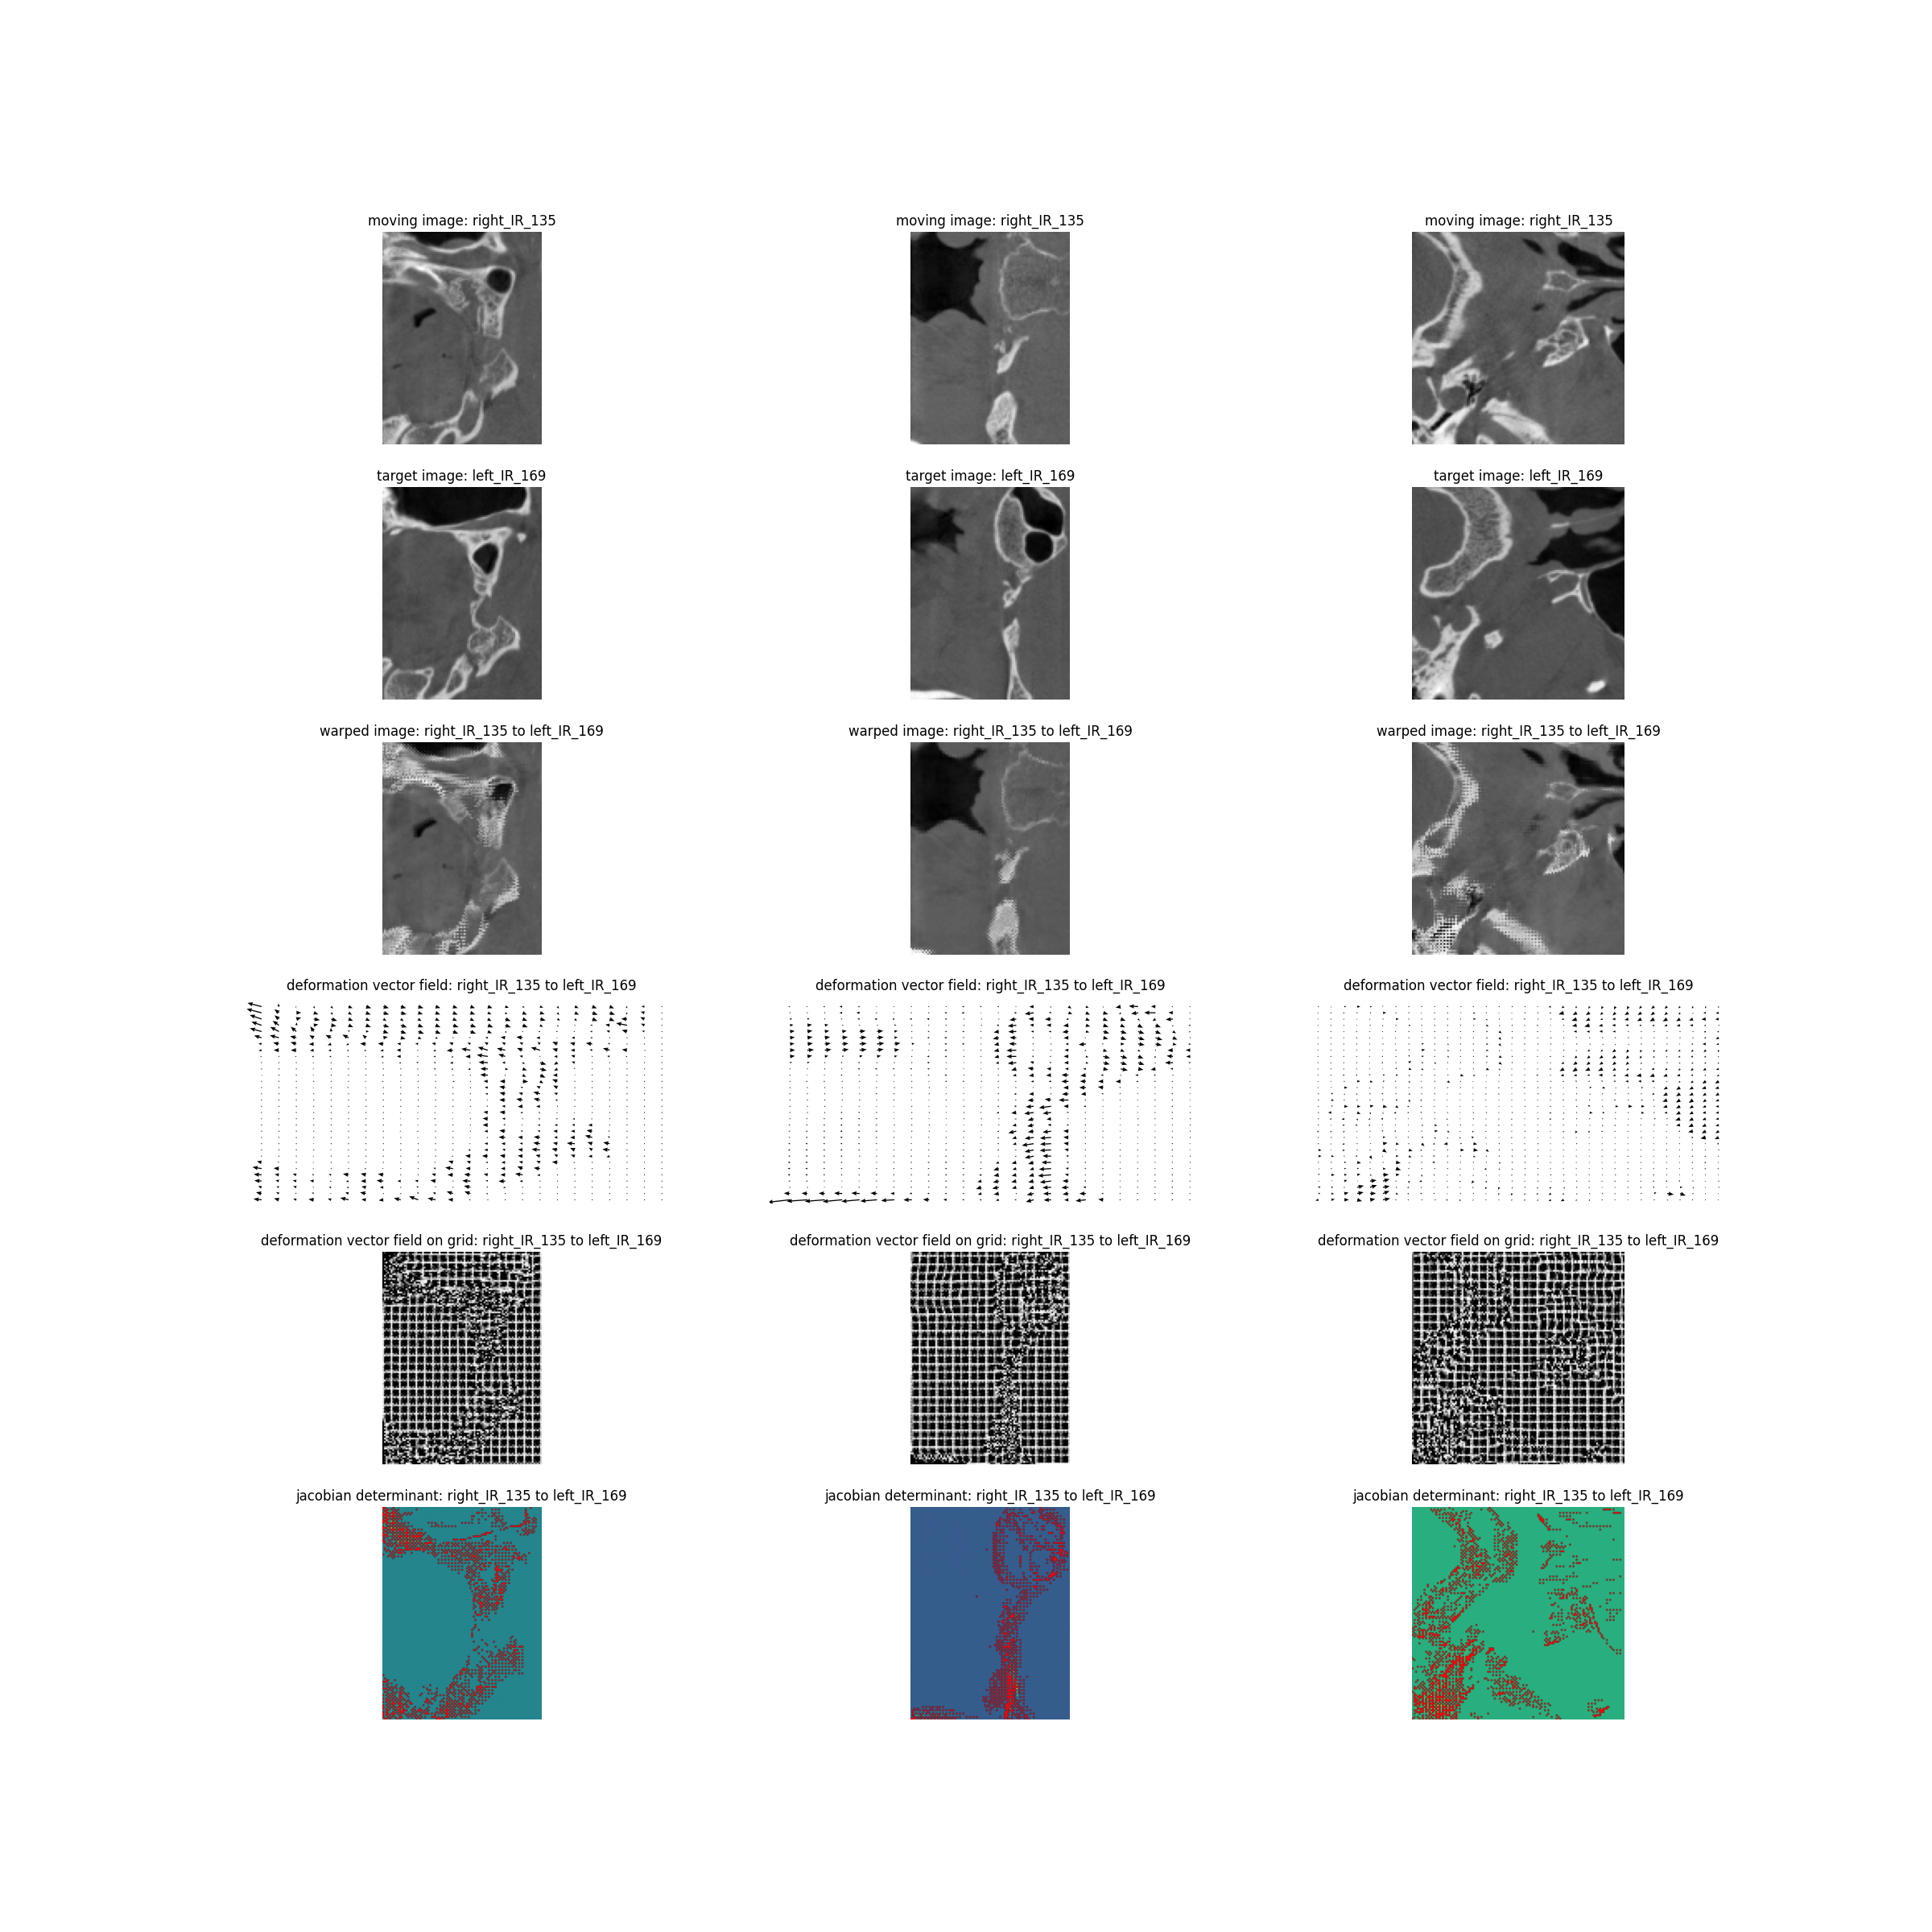 moving image: right_IR_135
moving image: right_IR_135
moving image: right_IR_135
target image: left_IR_169
target image: left_IR_169
target image: left_IR_169
warped image: right_IR_135 to left_IR_169
warped image: right_IR_135 to left_IR_169
warped image: right_IR_135 to left_IR_169
deformation vector field: right_IR_135 to left_IR_169
deformation vector field: right_IR_135 to left_IR_169
deformation vector field: right_IR_135 to left_IR_169
deformation vector field on grid: right_IR_135 to left_IR_169
deformation vector field on grid: right_IR_135 to left_IR_169
deformation vector field on grid: right_IR_135 to left_IR_169
jacobian determinant: right_IR_135 to left_IR_169
jacobian determinant: right_IR_135 to left_IR_169
jacobian determinant: right_IR_135 to left_IR_169